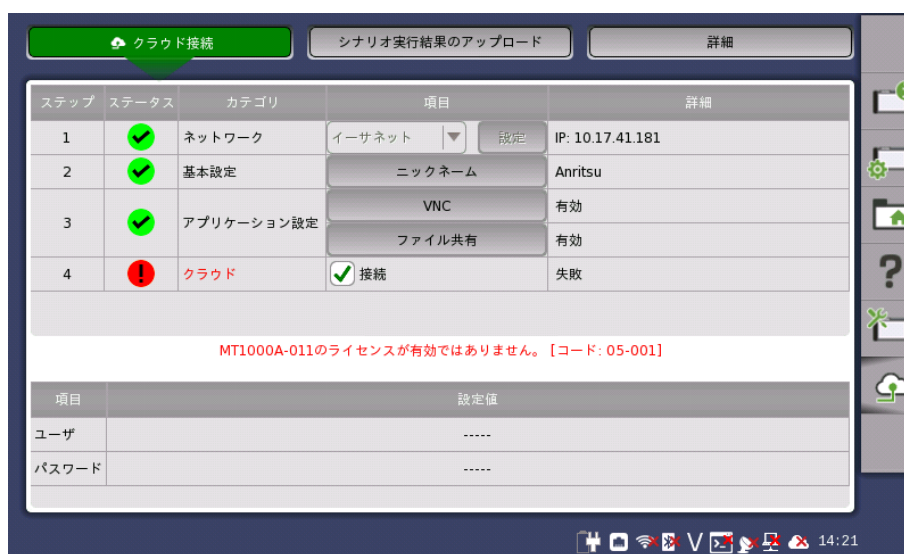 クラウド接続 シナリオ実行結果のアップロード 詳細
ステップ ステータス カテゴリ 項目 詳細
1 ネットワーク イーサネット 設定 IP: 10.17.41.181
2 基本設定 ニックネーム Anritsu
3 アプリケーション設定 VNC 有効
ファイル共有 有効
4 クラウド 接続 失敗
MT1000A-011のライセンスが有効ではありません。 [コード: 05-001]
項目 設定値
ユーザ -----
パスワード -----
14:21